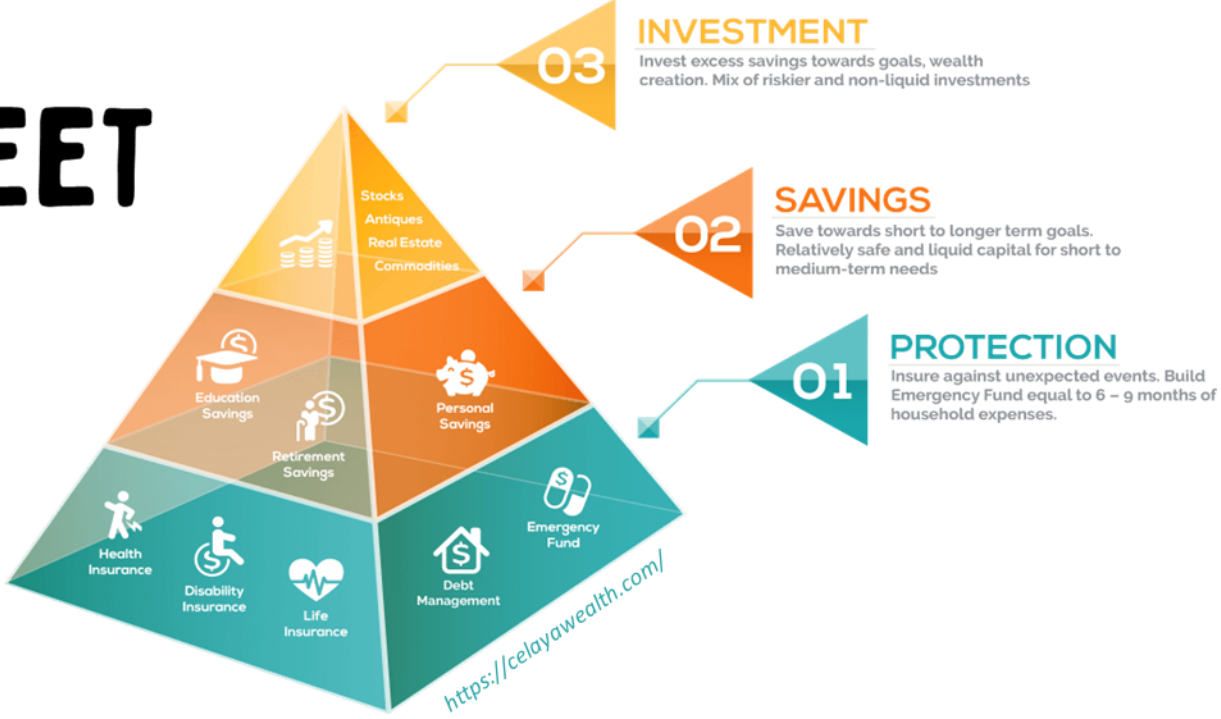 EET
03
INVESTMENT
Invest excess savings towards goals, wealth
creation. Mix of riskier and non-liquid investments
Stocks
Antiques
Real Estate
Commodities
02
SAVINGS
Save towards short to longer term goals.
Relatively safe and liquid capital for short to
medium-term needs
Education
Savings
Retirement
Savings
Personal
Savings
01
PROTECTION
Insure against unexpected events. Build
Emergency Fund equal to 6 – 9 months of
household expenses.
Health
Insurance
Disability
Insurance
Life
Insurance
Debt
Management
Emergency
Fund
https://celayawealth.com/